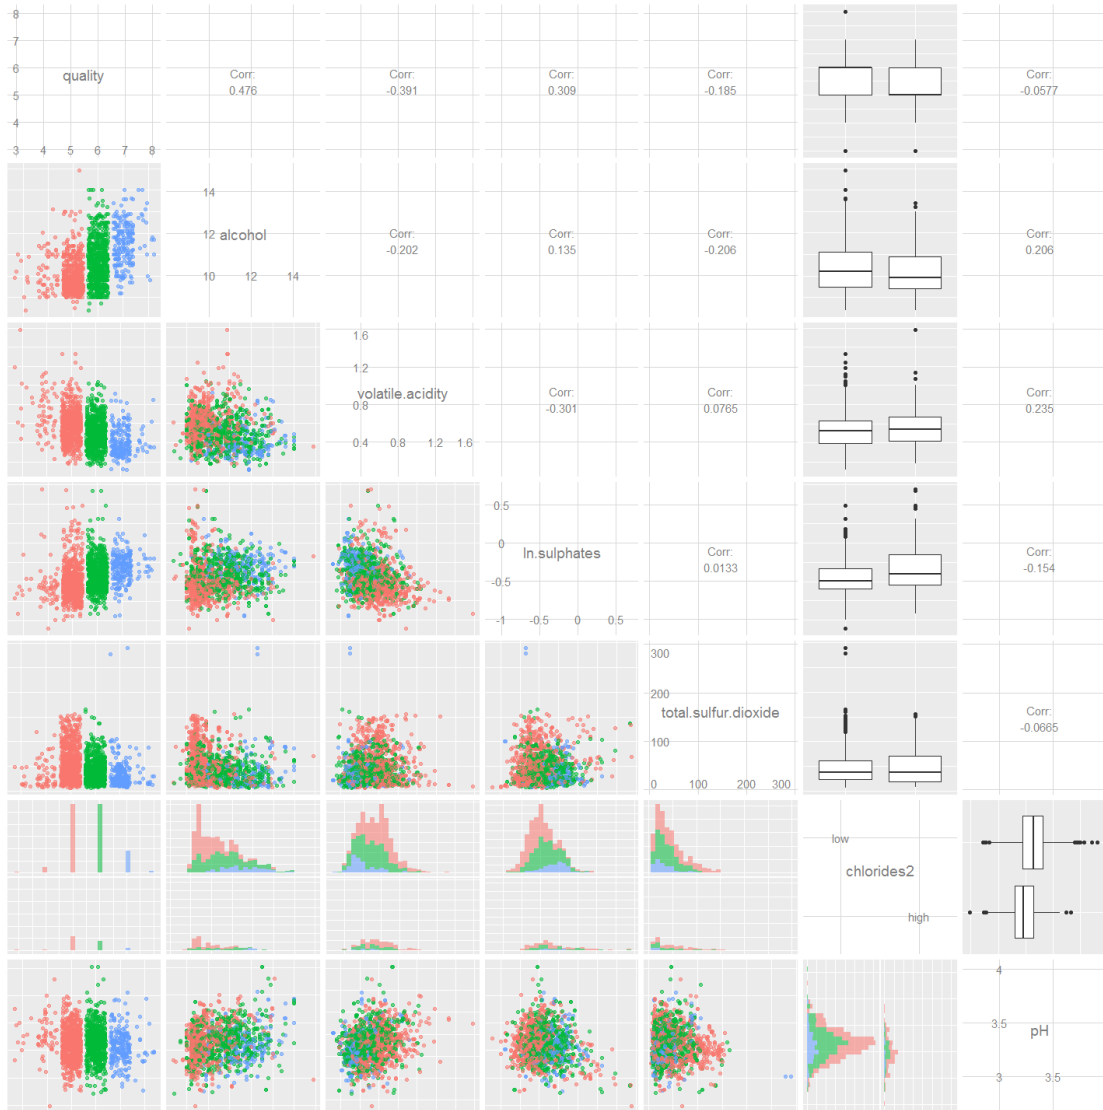 8
7
6
5
4
3
quality
3 4 5 6 7 8
Corr:
0.476
Corr:
-0.391
Corr:
0.309
Corr:
-0.185
Corr:
-0.0577
14
12
10
alcohol
10 12 14
Corr:
-0.202
Corr:
0.135
Corr:
-0.206
Corr:
0.206
1.6
1.2
0.8
0.4
volatile.acidity
0.4 0.8 1.2 1.6
Corr:
-0.301
Corr:
0.0765
Corr:
0.235
0.5
0
-0.5
-1
ln.sulphates
-0.5 0 0.5
Corr:
0.0133
Corr:
-0.154
300
200
100
0
total.sulfur.dioxide
100 200 300
Corr:
-0.0665
low
chlorides2
high
4
3.5
3
pH
3.5